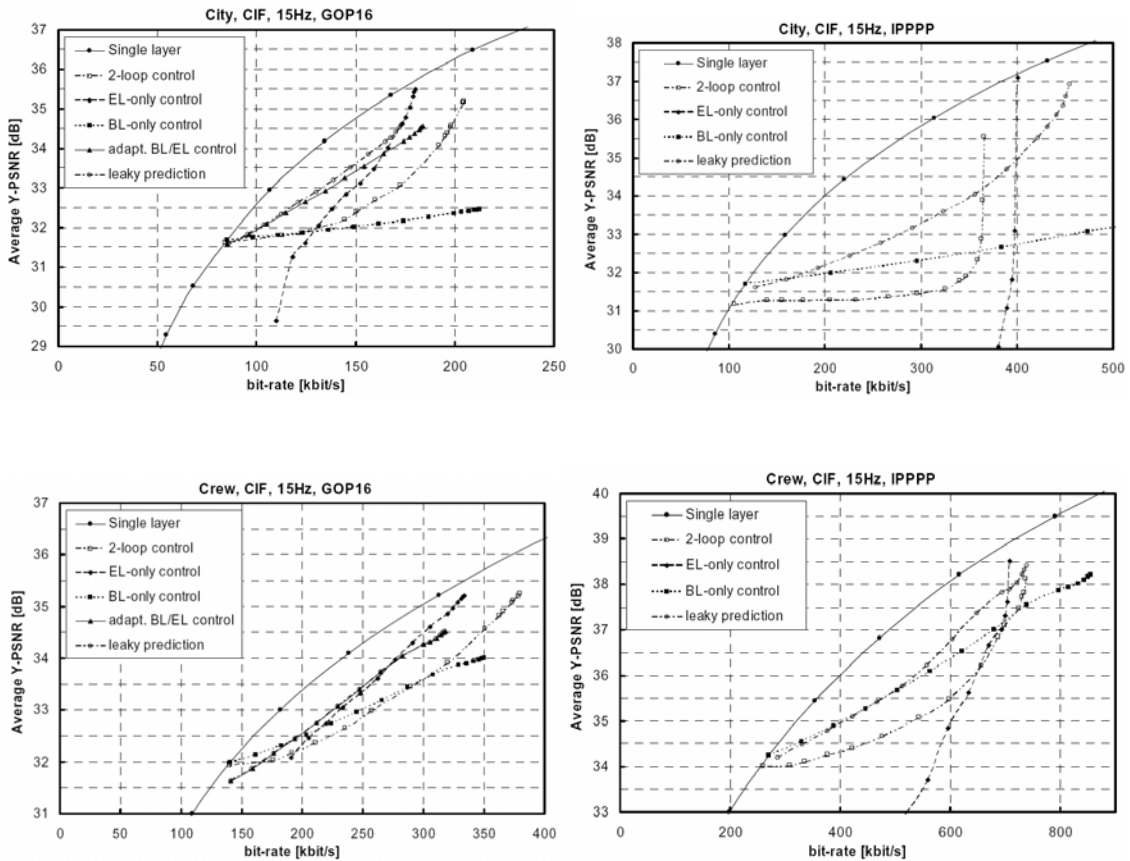 City, CIF, 15Hz, GOP16
37
36
35
34
33
32
31
30
29
Average Y-PSNR [dB]
Single layer
2-loop control
EL-only control
BL-only control
adapt. BL/EL control
leaky prediction
0 50 100 150 200 250
bit-rate [kbit/s]
City, CIF, 15Hz, IPPPP
38
37
36
35
34
33
32
31
30
Average Y-PSNR [dB]
Single layer
2-loop control
EL-only control
BL-only control
leaky prediction
0 100 200 300 400 500
bit-rate [kbit/s]
Crew, CIF, 15Hz, GOP16
37
36
35
34
33
32
31
Average Y-PSNR [dB]
Single layer
2-loop control
EL-only control
BL-only control
adapt. BL/EL control
leaky prediction
0 50 100 150 200 250 300 350 400
bit-rate [kbit/s]
Crew, CIF, 15Hz, IPPPP
40
39
38
37
36
35
34
33
Average Y-PSNR [dB]
Single layer
2-loop control
EL-only control
BL-only control
leaky prediction
0 200 400 600 800
bit-rate [kbit/s]